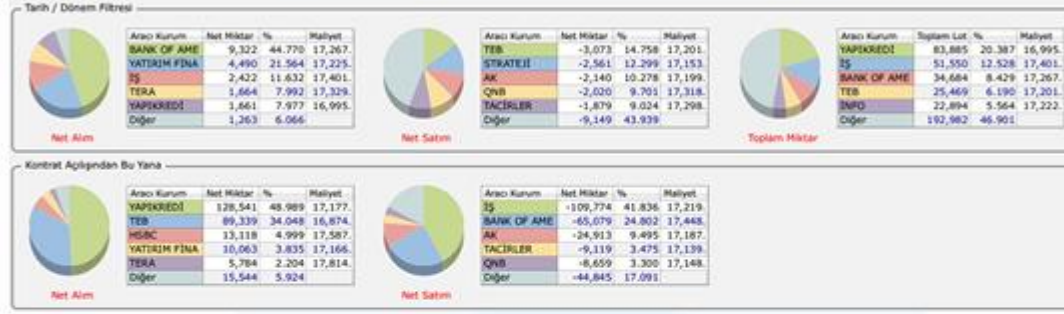 Tarih / Dönem Filtresi
Aracı Kurum Net Miktar % Maliyet
BANK OF AME 9,322 44.770 17,267.
YATIRIM FİNA 4,490 21.564 17,225.
İŞ 2,422 11.632 17,401.
TERA 1,664 7.992 17,329.
YAPIKREDİ 1,661 7.977 16,995.
Diğer 1,263 6.066
Net Alım
Aracı Kurum Net Miktar % Maliyet
TEB -3,073 14.758 17,201.
STRATEJİ -2,561 12.299 17,153.
AK -2,140 10.278 17,199.
QNB -2,020 9.701 17,318.
TACİRLER -1,879 9.024 17,298.
Diğer -9,149 43.939
Net Satım
Aracı Kurum Toplam Lot % Maliyet
YAPIKREDİ 83,885 20.387 16,995.
İŞ 51,550 12.528 17,401.
BANK OF AME 34,684 8.429 17,267.
TEB 25,469 6.190 17,201.
İNFO 22,894 5.564 17,222.
Diğer 192,982 46.901
Toplam Miktar
Kontrat Açılışından Bu Yana
Aracı Kurum Net Miktar % Maliyet
YAPIKREDİ 128,541 48.989 17,177.
TEB 89,339 34.048 16,874.
HSBC 13,118 4.999 17,587.
YATIRIM FİNA 10,063 3.835 17,166.
TERA 5,784 2.204 17,814.
Diğer 15,544 5.924
Net Alım
Aracı Kurum Net Miktar % Maliyet
İŞ -109,774 41.836 17,219.
BANK OF AME -65,079 24.802 17,448.
AK -24,913 9.495 17,187.
TACİRLER -9,119 3.475 17,139.
QNB -8,659 3.300 17,148.
Diğer -44,845 17.091
Net Satım